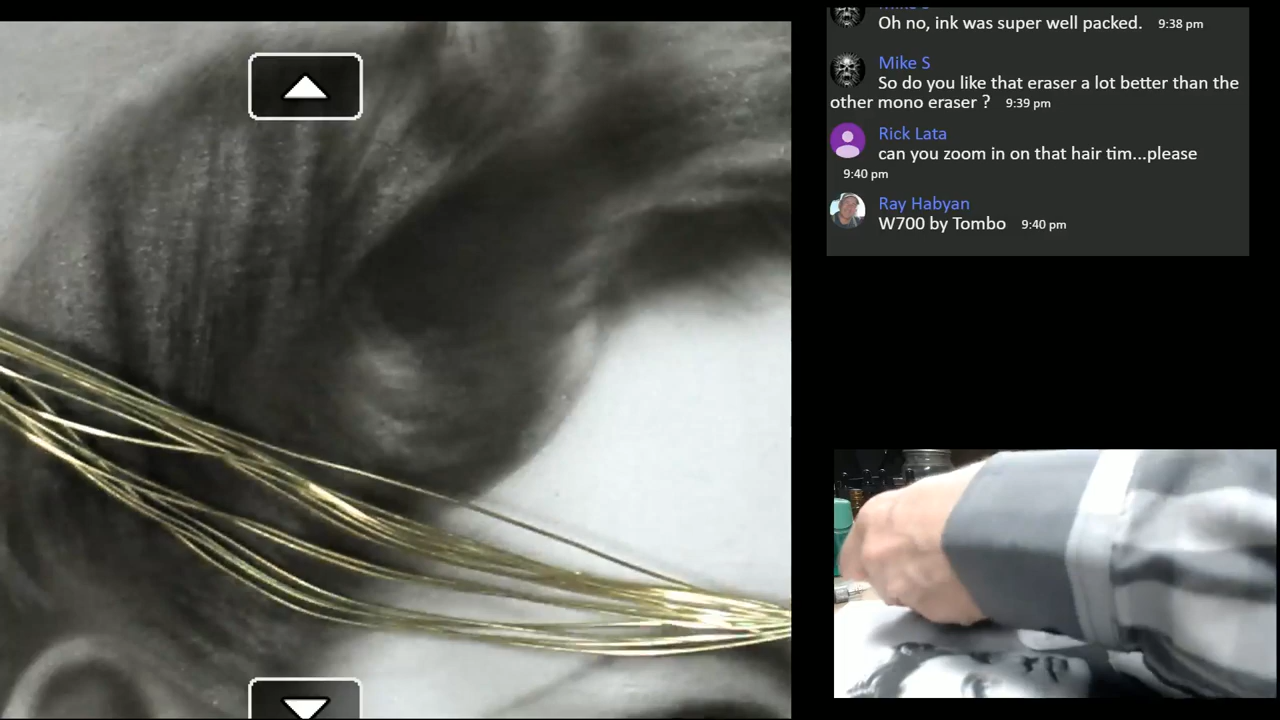 Oh no, ink was super well packed. 9:38 pm
Mike S
So do you like that eraser a lot better than the
other mono eraser ? 9:39 pm
Rick Lata
can you zoom in on that hair tim...please
9:40 pm
Ray Habyan
W700 by Tombo 9:40 pm